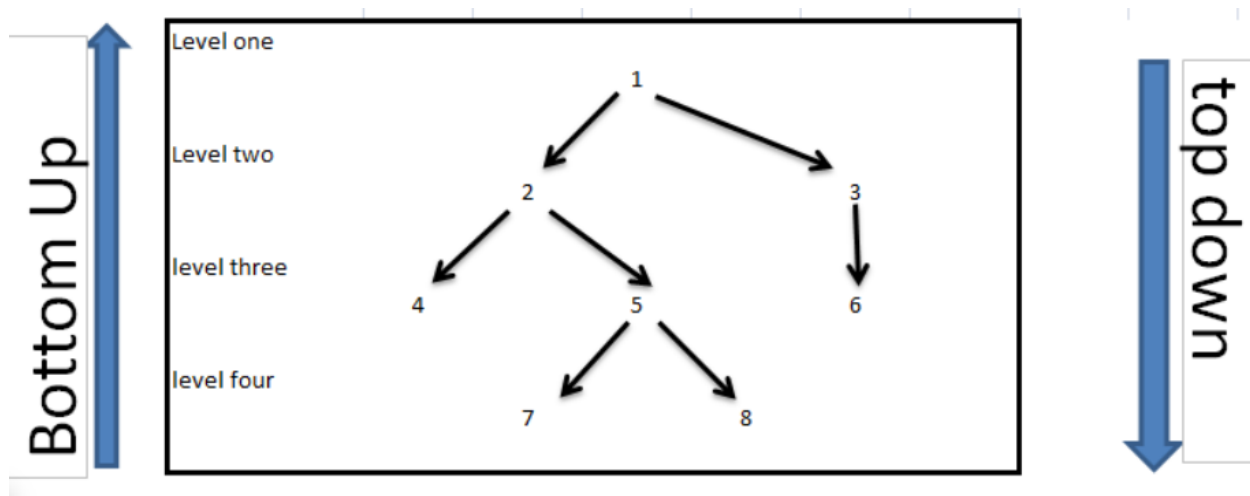 Bottom Up
Level one
1
Level two
2 3
level three
4 5 6
level four
7 8
top down